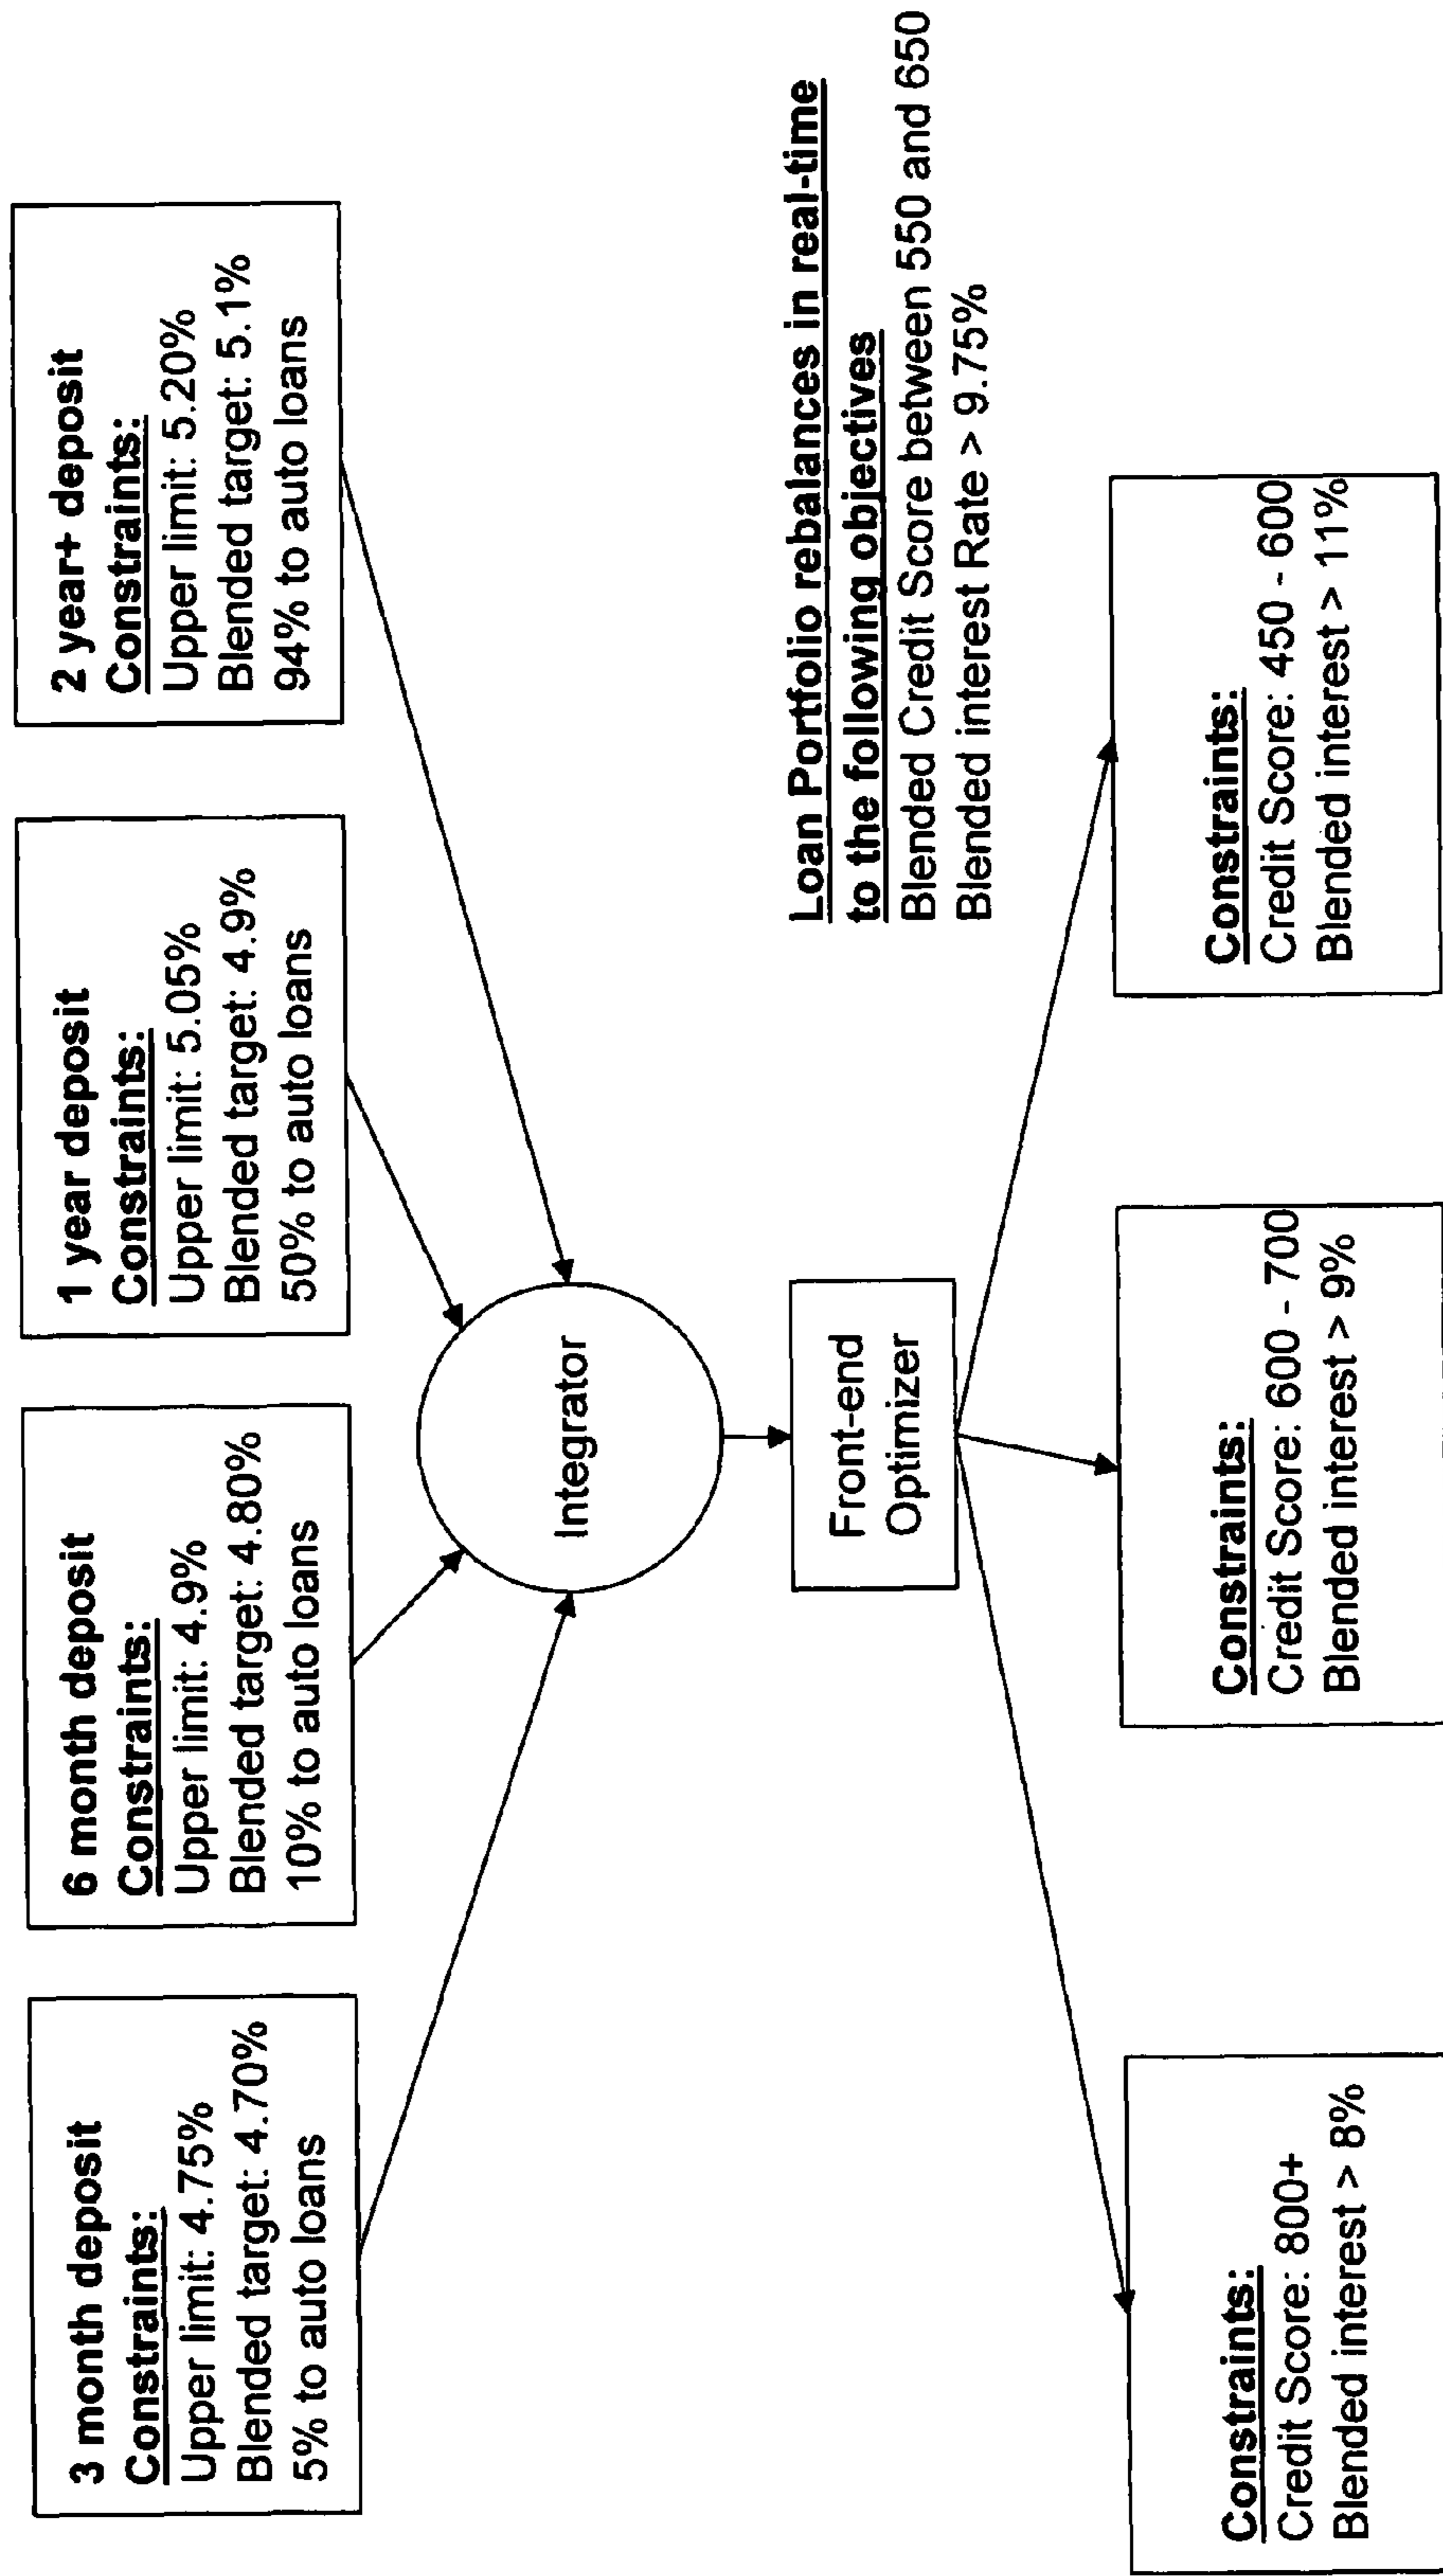 3 month deposit
Constraints:
Upper limit: 4.75%
Blended target: 4.70%
5% to auto loans
6 month deposit
Constraints:
Upper limit: 4.9%
Blended target: 4.80%
10% to auto loans
1 year deposit
Constraints:
Upper limit: 5.05%
Blended target: 4.9%
50% to auto loans
2 year+ deposit
Constraints:
Upper limit: 5.20%
Blended target: 5.1%
94% to auto loans
Integrator
Front-end
Optimizer
Loan Portfolio rebalances in real-time
to the following objectives
Blended Credit Score between 550 and 650
Blended interest Rate > 9.75%
Constraints:
Credit Score: 800+
Blended interest > 8%
Constraints:
Credit Score: 600 - 700
Blended interest > 9%
Constraints:
Credit Score: 450 - 600
Blended interest > 11%